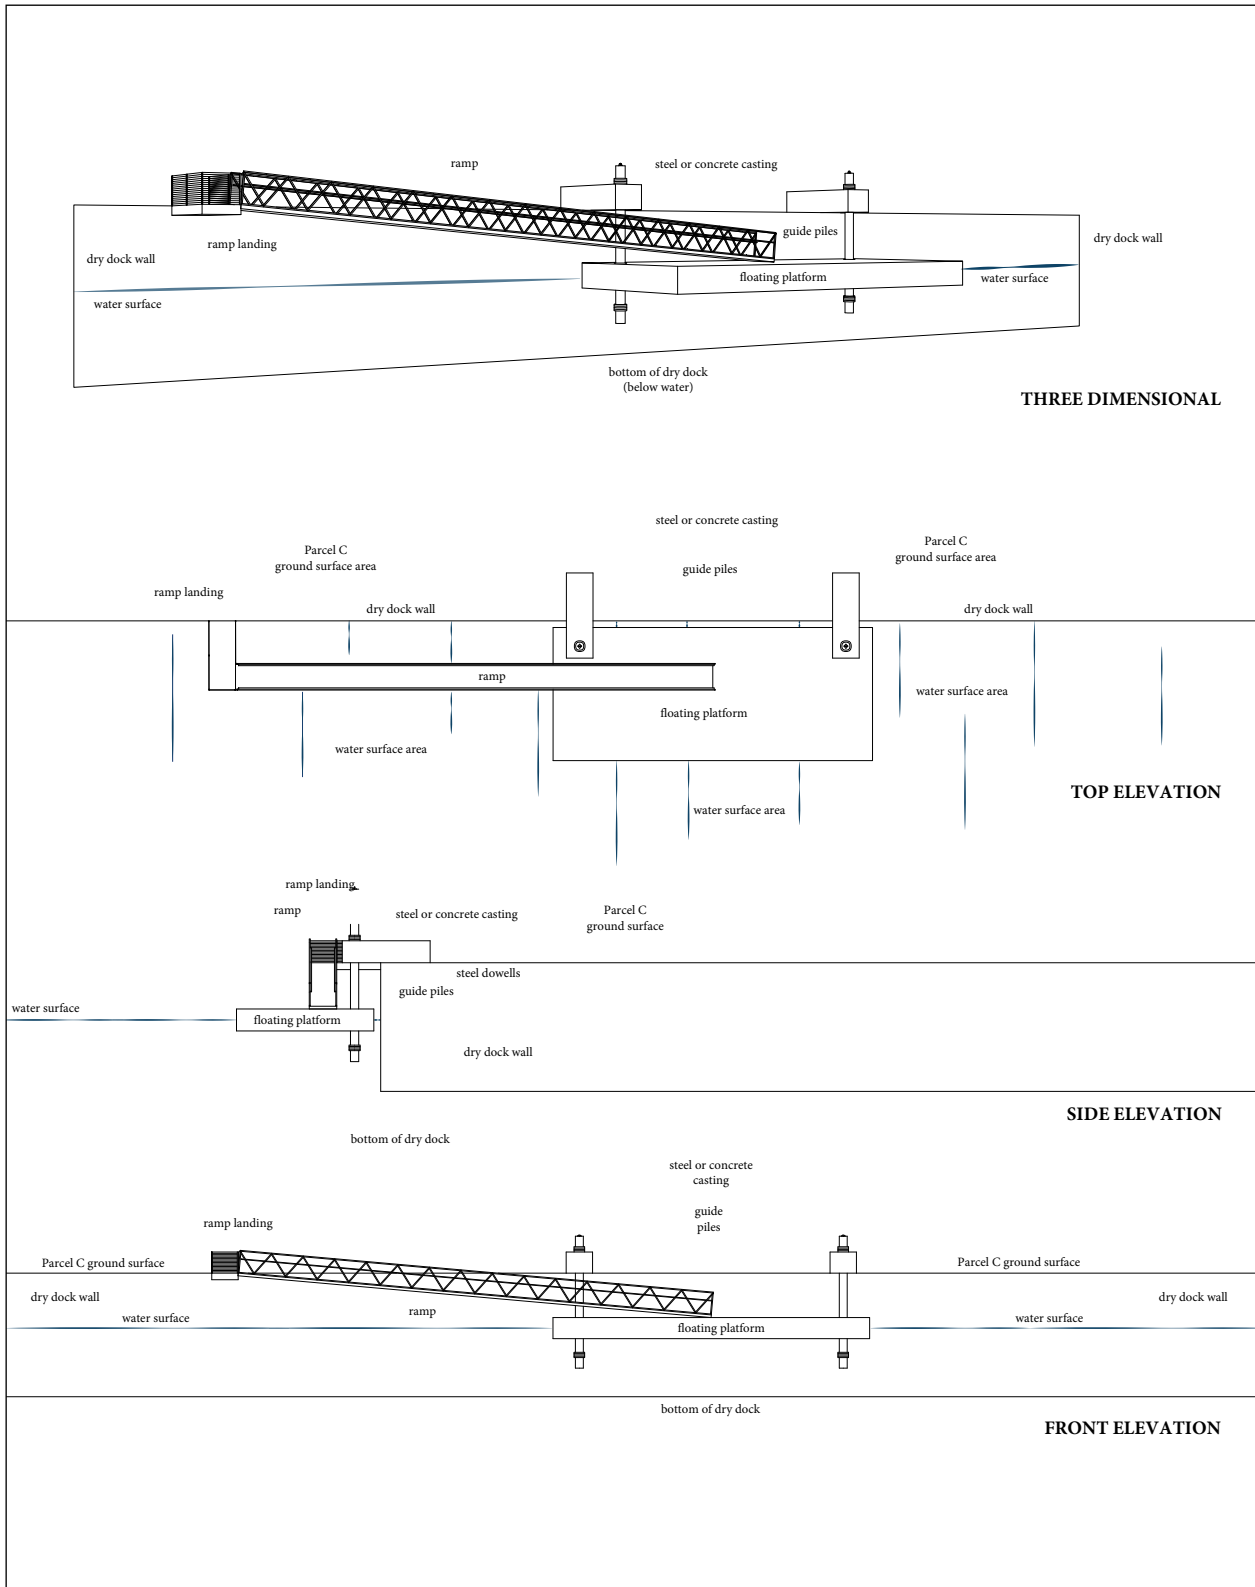 ramp
steel or concrete casting
ramp landing
guide piles
dry dock wall
dry dock wall
floating platform
water surface
water surface
bottom of dry dock
(below water)
THREE DIMENSIONAL
steel or concrete casting
Parcel C
ground surface area
Parcel C
ground surface area
guide piles
ramp landing
dry dock wall
dry dock wall
ramp
water surface area
floating platform
water surface area
TOP ELEVATION
water surface area
ramp landing
ramp
steel or concrete casting
Parcel C
ground surface
steel dowells
guide piles
water surface
floating platform
dry dock wall
SIDE ELEVATION
bottom of dry dock
steel or concrete
casting
guide
piles
ramp landing
Parcel C ground surface
Parcel C ground surface
dry dock wall
dry dock wall
ramp
water surface
floating platform
water surface
bottom of dry dock
FRONT ELEVATION